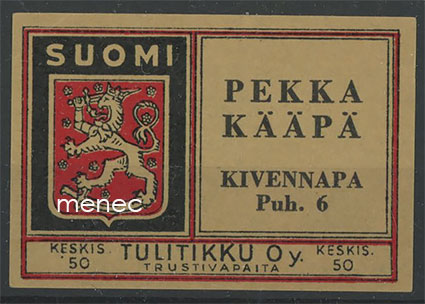 SUOMI
menec
PEKKA
KÄÄPÄ
KIVENNAPA
Puh. 6
KESKIS.
50
TULITIKKU Oy.
TRUSTIVAPAITA
KESKIS.
50